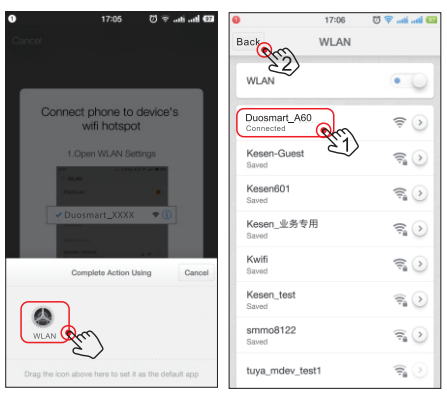 17:05
67
Cancel
Connect phone to device's
wifi hotspot
1.Open WLAN Settings
WLAN
Duosmart_XXXX
Complete Action Using
Cancel
WLAN
Drag the icon above here to set it as the default app
17:06
Back
WLAN
2
WLAN
Duosmart_A60
Connected
1
Kesen-Guest
Saved
Kesen601
Saved
Kesen_业务专用
Saved
Kwifi
Saved
Kesen_test
Saved
smmo8122
Saved
tuya_mdev_test1